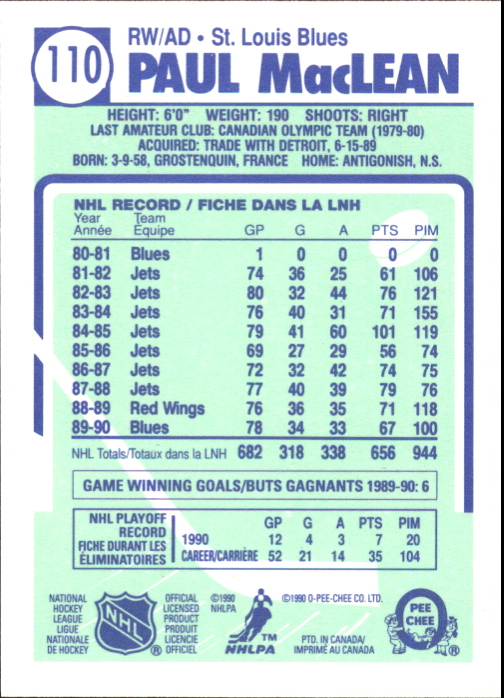 110
RW/AD • St. Louis Blues
PAUL MacLEAN
HEIGHT: 6'0" WEIGHT: 190 SHOOTS: RIGHT
LAST AMATEUR CLUB: CANADIAN OLYMPIC TEAM (1979-80)
ACQUIRED: TRADE WITH DETROIT, 6-15-89
BORN: 3-9-58, GROSTENQUIN, FRANCE HOME: ANTIGONISH, N.S.
NHL RECORD / FICHE DANS LA LNH
Year Team
Année Equipe GP G A PTS PIM
80-81 Blues 1 0 0 0 0
81-82 Jets 74 36 25 61 106
82-83 Jets 80 32 44 76 121
83-84 Jets 76 40 31 71 155
84-85 Jets 79 41 60 101 119
85-86 Jets 69 27 29 56 74
86-87 Jets 72 32 42 74 75
87-88 Jets 77 40 39 79 76
88-89 Red Wings 76 36 35 71 118
89-90 Blues 78 34 33 67 100
NHL Totals/Totaux dans la LNH 682 318 338 656 944
GAME WINNING GOALS/BUTS GAGNANTS 1989-90: 6
NHL PLAYOFF RECORD
FICHE DURANT LES ÉLIMINATOIRES
GP G A PTS PIM
1990 12 4 3 7 20
CAREER/CARRIÈRE 52 21 14 35 104
NATIONAL
HOCKEY
LEAGUE
LIGUE
NATIONALE
DE HOCKEY
NHL
®
OFFICIAL
LICENSED
PRODUCT
PRODUIT
LICENCIE
OFFICIEL
©1990
NHLPA
TM
NHLPA
©1990 O-PEE-CHEE CO. LTD.
PTD. IN CANADA/
IMPRIMÉ AU CANADA
PEE
CHEE
®